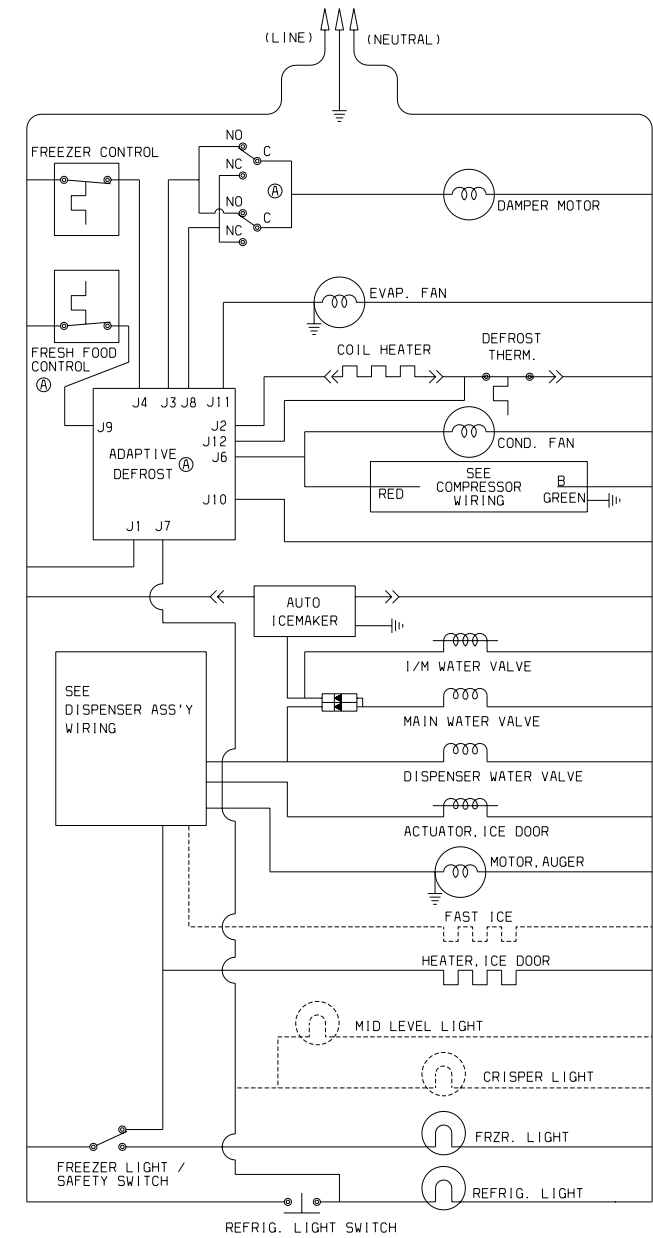 (LINE)
(NEUTRAL)
FREEZER CONTROL
NO
C
NC
A
NO
C
NC
DAMPER MOTOR
EVAP. FAN
FRESH FOOD
CONTROL
A
COIL HEATER
DEFROST
THERM.
J4 J3 J8 J11
J9
J2
J12
J6
J10
ADAPTIVE
DEFROST
A
J1 J7
COND. FAN
SEE
COMPRESSOR
WIRING
RED
B
GREEN
AUTO
ICEMAKER
I/M WATER VALVE
SEE
DISPENSER ASS'Y
WIRING
MAIN WATER VALVE
DISPENSER WATER VALVE
ACTUATOR, ICE DOOR
MOTOR, AUGER
FAST ICE
HEATER, ICE DOOR
MID LEVEL LIGHT
CRISPER LIGHT
FRZR. LIGHT
FREEZER LIGHT /
SAFETY SWITCH
REFRIG. LIGHT
REFRIG. LIGHT SWITCH